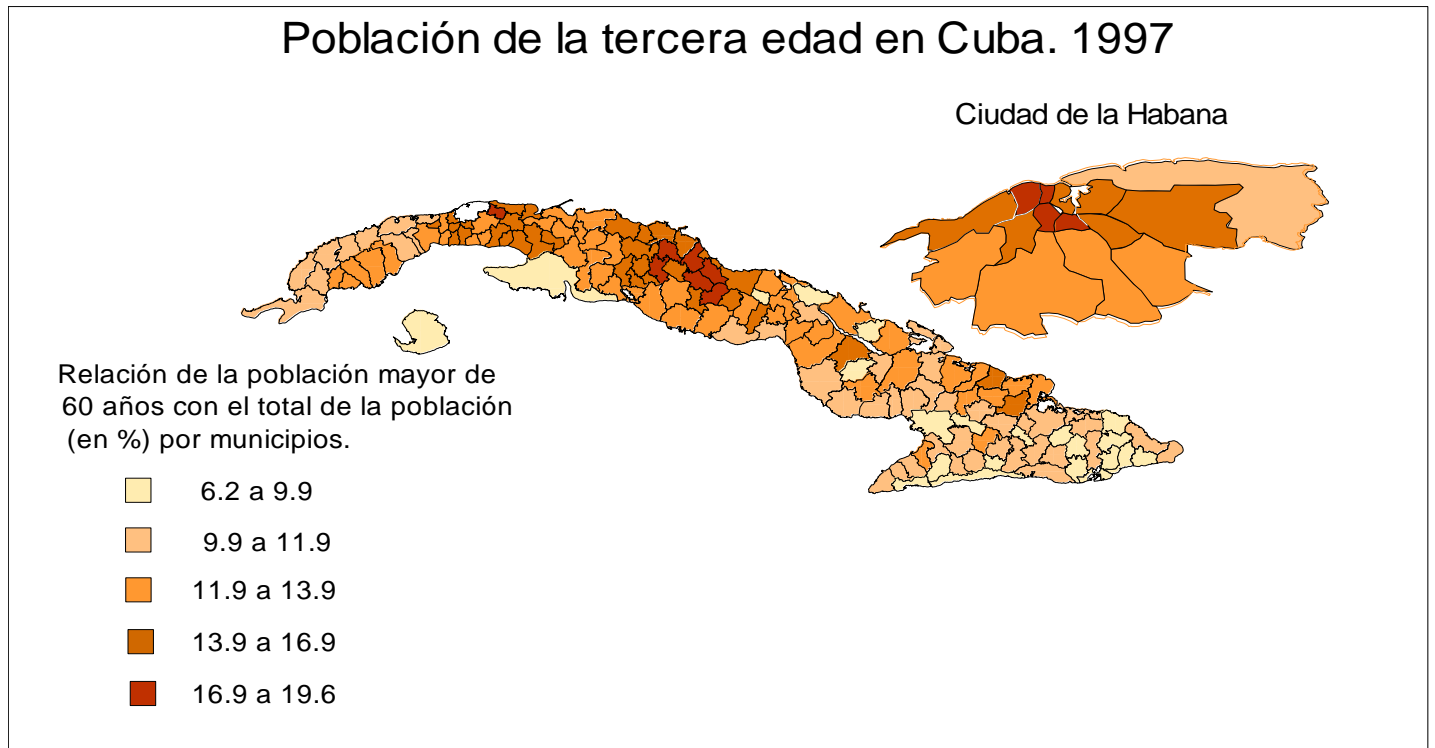 Población de la tercera edad en Cuba. 1997
Ciudad de la Habana
Relación de la población mayor de
60 años con el total de la población
(en %) por municipios.
6.2 a 9.9
9.9 a 11.9
11.9 a 13.9
13.9 a 16.9
16.9 a 19.6